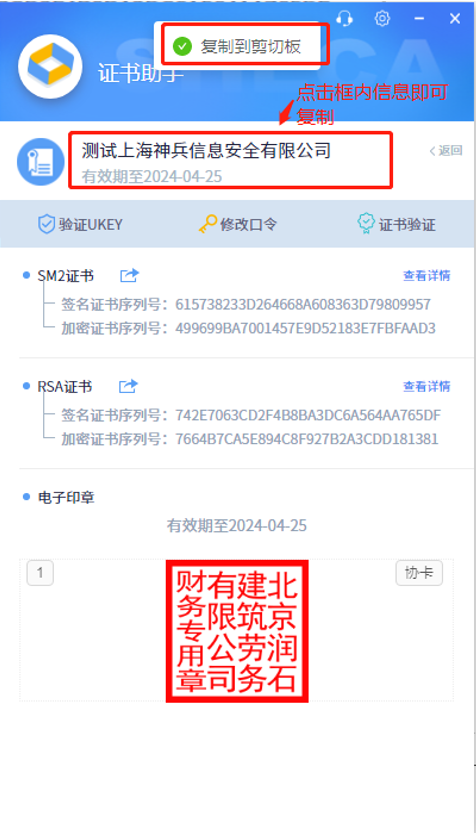 复制到剪切板
证书助手
点击框内信息即可
复制
测试上海神兵信息安全有限公司
有效期至2024-04-25
返回
验证UKEY
修改口令
证书验证
SM2证书
查看详情
签名证书序列号：615738233D264668A608363D79809957
加密证书序列号：499699BA7001457E9D52183E7FBFAAD3
RSA证书
查看详情
签名证书序列号：742E7063CD2F4B8BA3DC6A564AA765DF
加密证书序列号：7664B7CA5E894C8F927B2A3CDD181381
电子印章
有效期至2024-04-25
1
协卡
北京润石
建筑劳务
有限公司
财务专用章